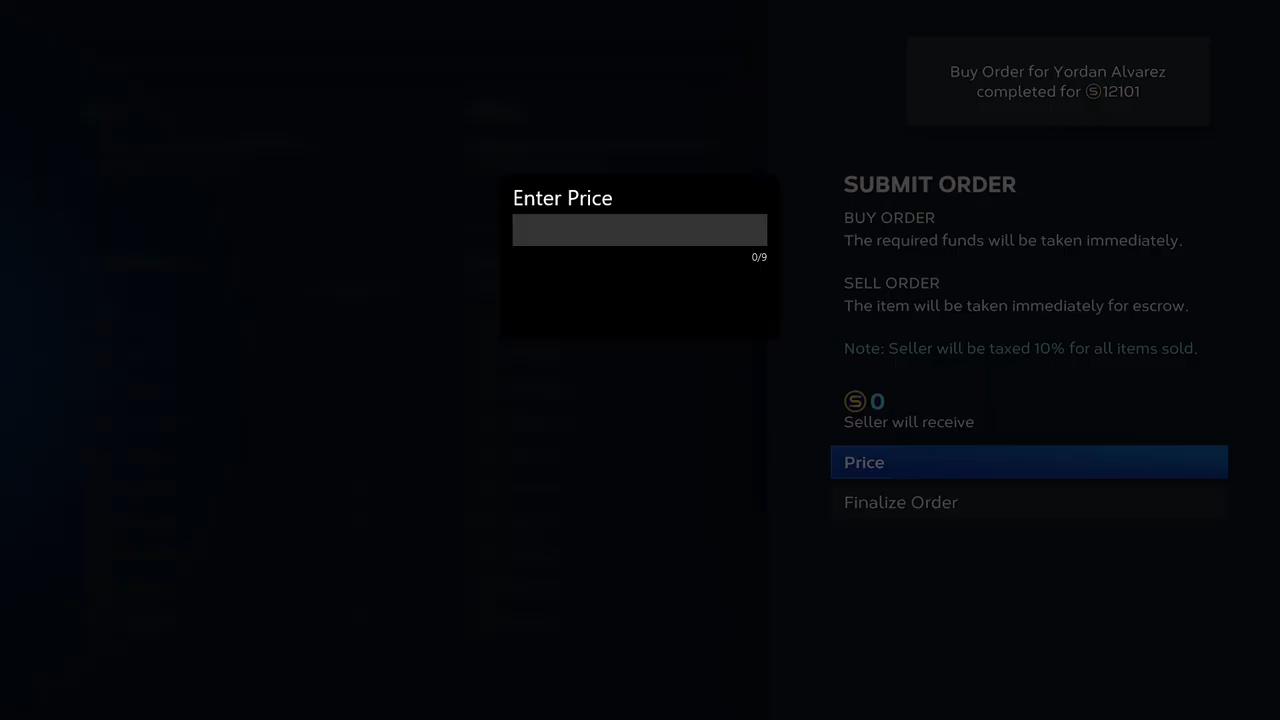 Buy Order for Yordan Alvarez
completed for Ⓢ12101
Enter Price
0/9
SUBMIT ORDER
BUY ORDER
The required funds will be taken immediately.
SELL ORDER
The item will be taken immediately for escrow.
Note: Seller will be taxed 10% for all items sold.
Ⓢ0
Seller will receive
Price
Finalize Order